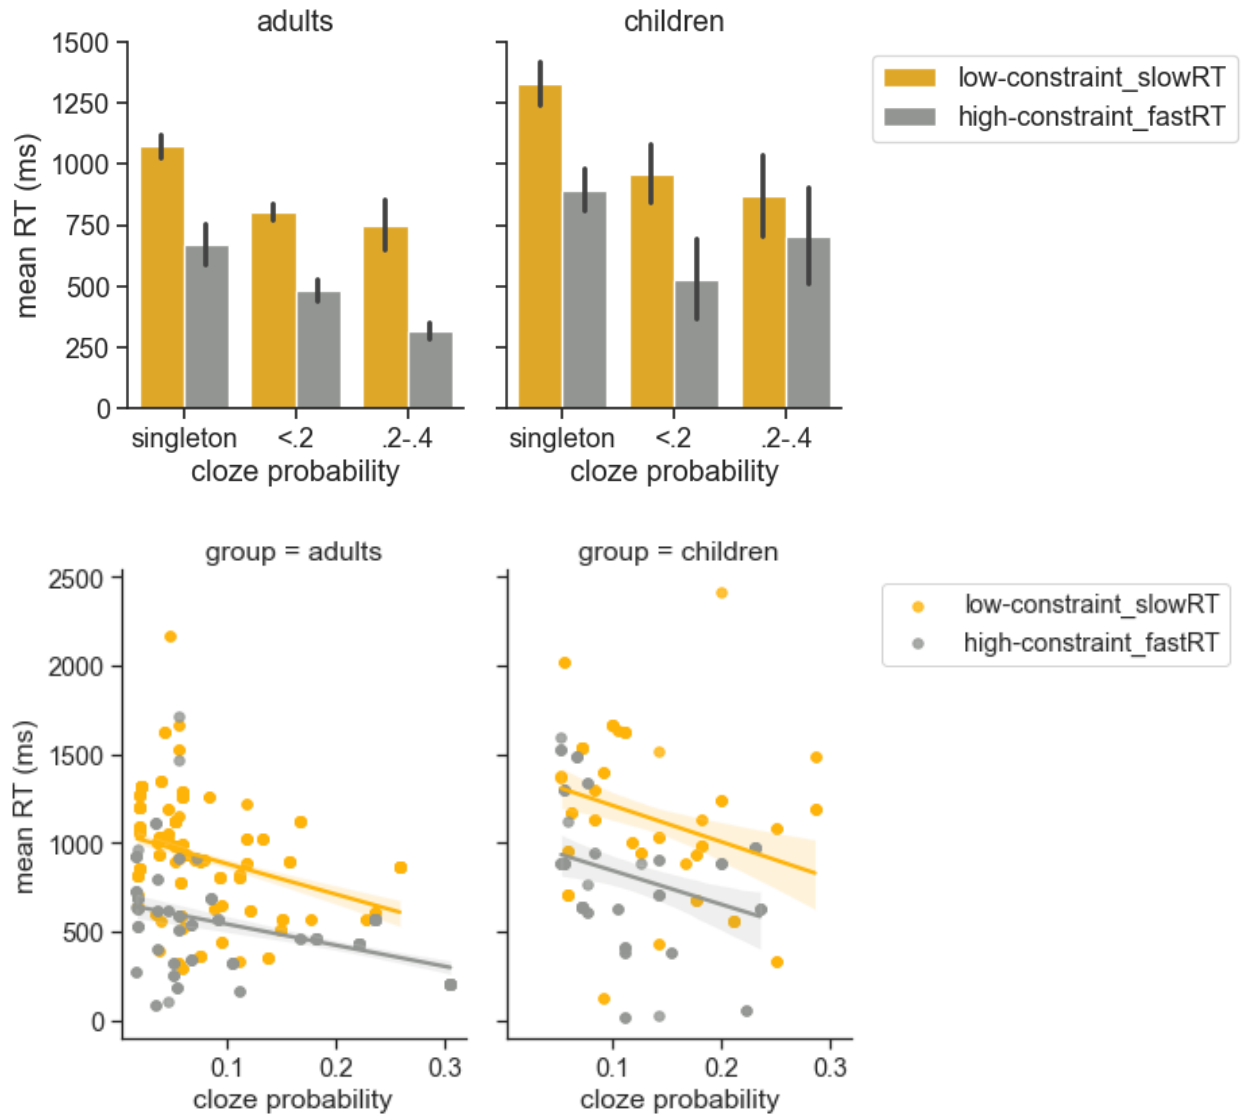 adults
children
1500
1250
1000
750
500
250
0
mean RT (ms)
singleton <.2 .2-.4
cloze probability
singleton <.2 .2-.4
cloze probability
low-constraint_slowRT
high-constraint_fastRT
group = adults
group = children
2500
2000
1500
1000
500
0
mean RT (ms)
0.1 0.2 0.3
cloze probability
0.1 0.2 0.3
cloze probability
low-constraint_slowRT
high-constraint_fastRT